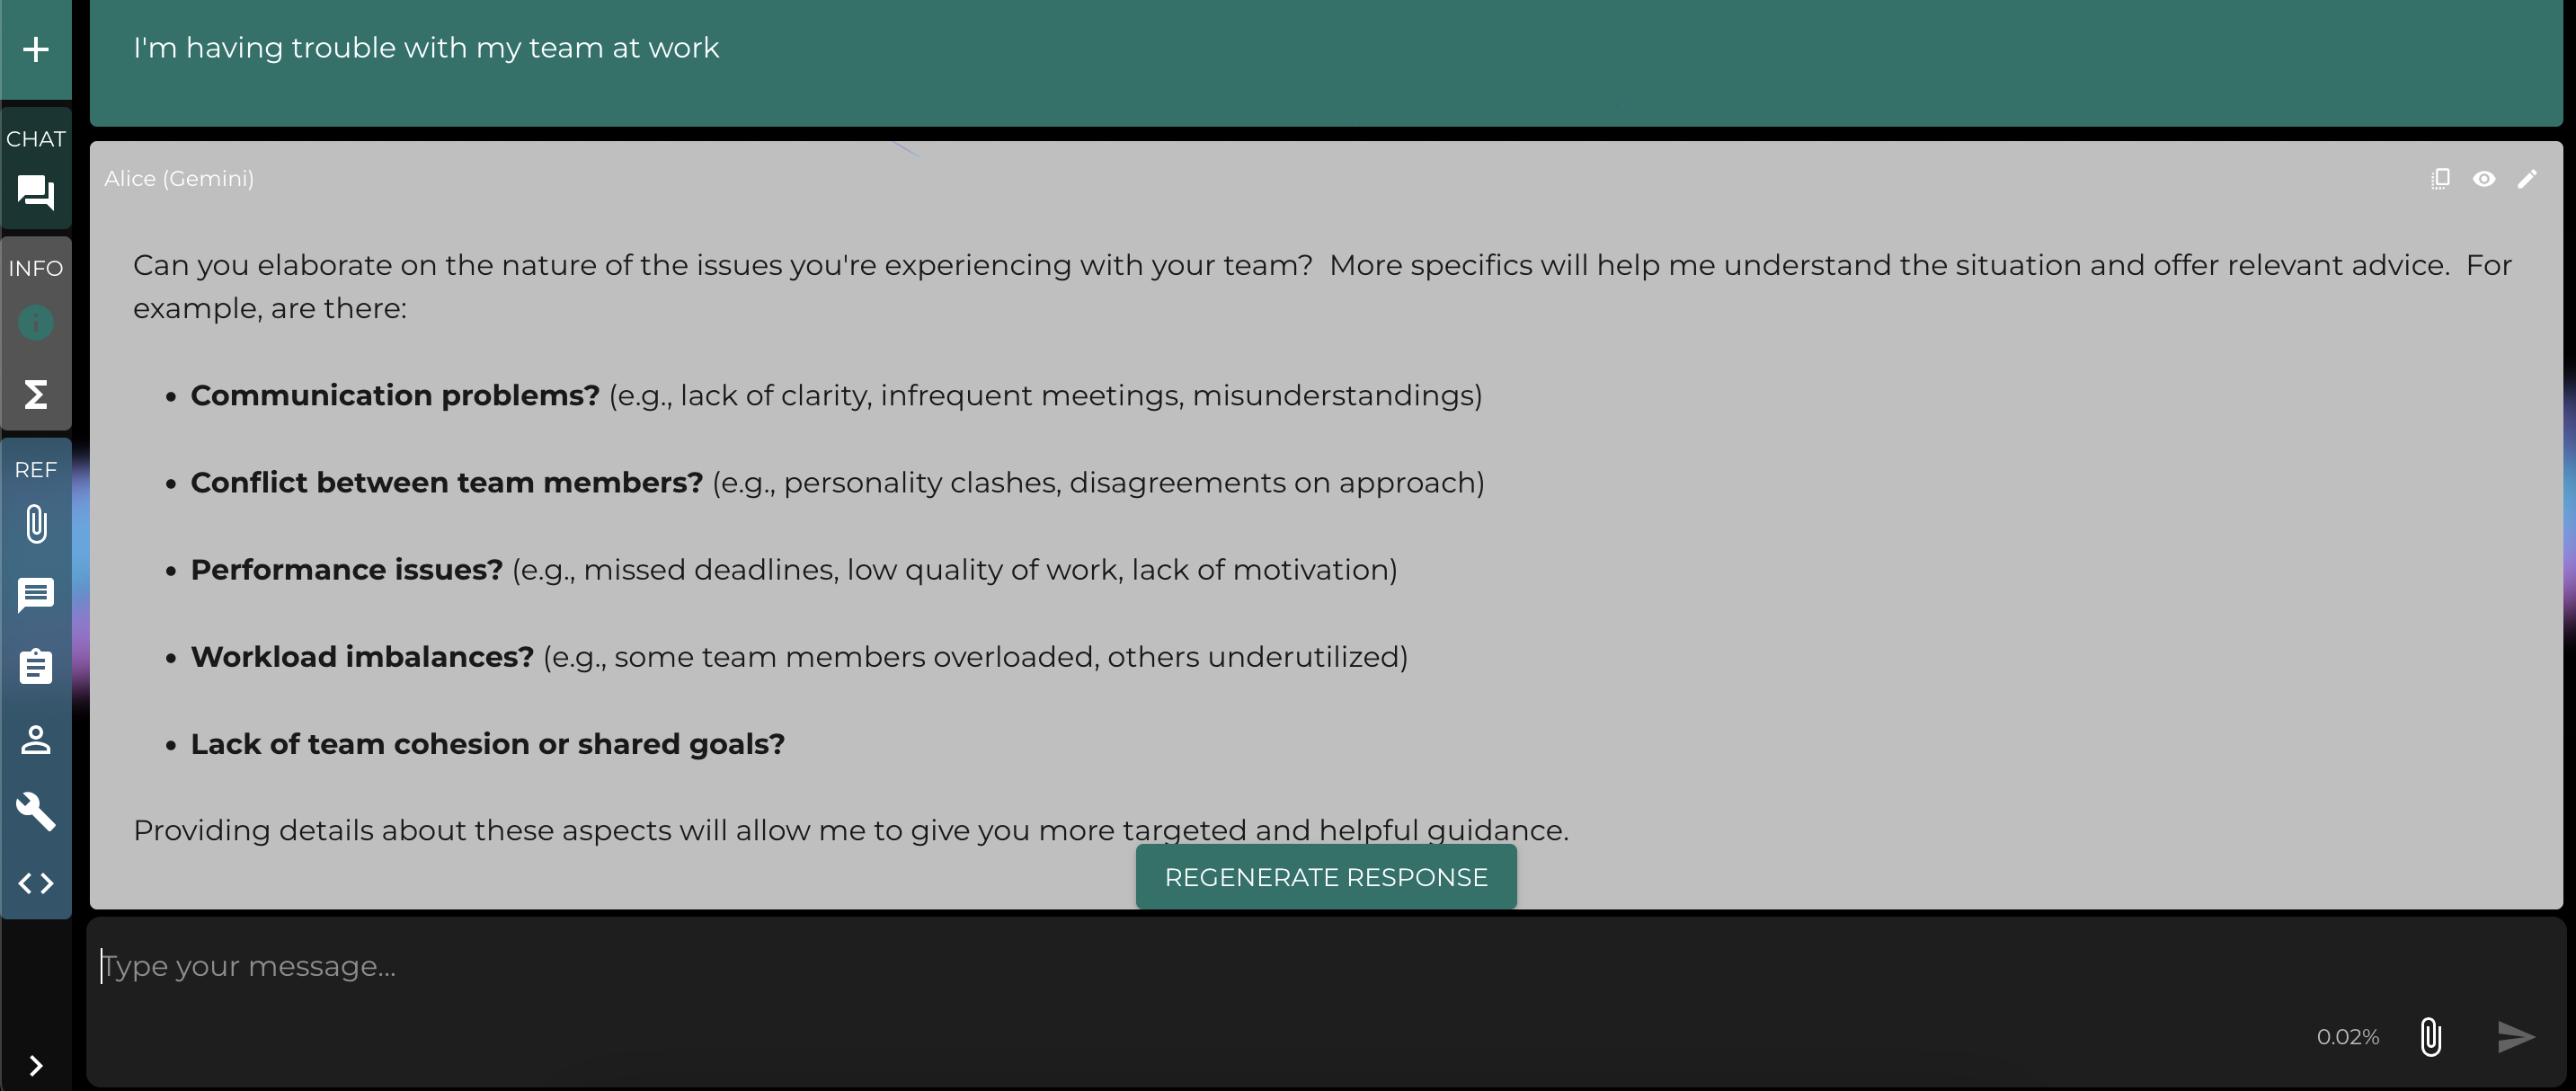 I'm having trouble with my team at work
CHAT
Alice (Gemini)
INFO
Can you elaborate on the nature of the issues you're experiencing with your team?  More specifics will help me understand the situation and offer relevant advice.  For
example, are there:
• Communication problems? (e.g., lack of clarity, infrequent meetings, misunderstandings)
REF
• Conflict between team members? (e.g., personality clashes, disagreements on approach)
• Performance issues? (e.g., missed deadlines, low quality of work, lack of motivation)
• Workload imbalances? (e.g., some team members overloaded, others underutilized)
• Lack of team cohesion or shared goals?
Providing details about these aspects will allow me to give you more targeted and helpful guidance.
REGENERATE RESPONSE
Type your message...
0.02%